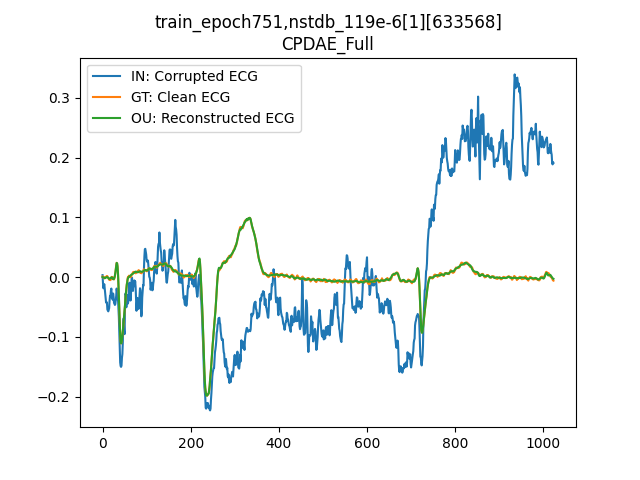 train_epoch751,nstdb_119e-6[1][633568]
CPDAE_Full
IN: Corrupted ECG
GT: Clean ECG
OU: Reconstructed ECG
0.3
0.2
0.1
0.0
−0.1
−0.2
0 200 400 600 800 1000